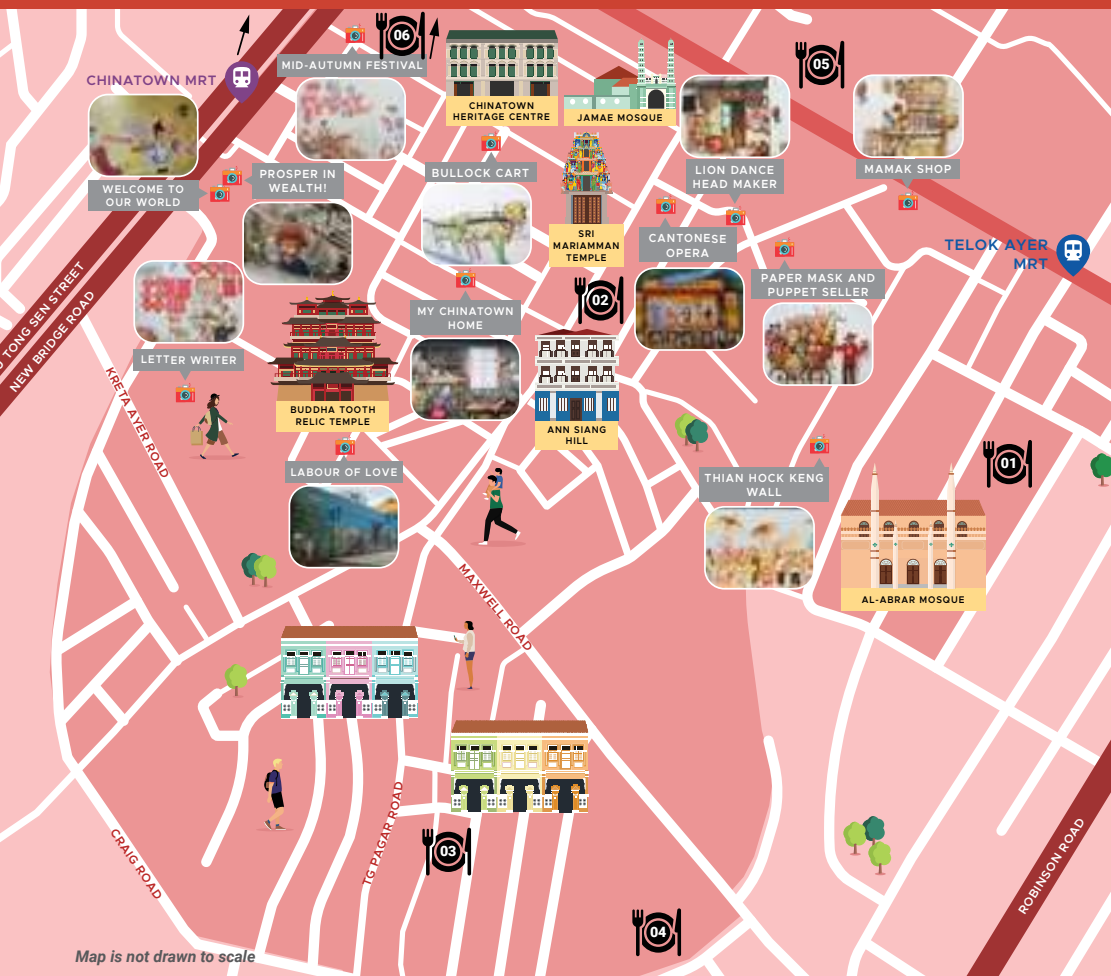 06
CHINATOWN MRT
MID-AUTUMN FESTIVAL
05
CHINATOWN
HERITAGE CENTRE
JAMAE MOSQUE
WELCOME TO
OUR WORLD
PROSPER IN
WEALTH!
BULLOCK CART
LION DANCE
HEAD MAKER
MAMAK SHOP
SRI
MARIAMMAN
TEMPLE
CANTONESE
OPERA
TELOK AYER
MRT
PAPER MASK AND
PUPPET SELLER
02
MY CHINATOWN
HOME
TONG SEN STREET
NEW BRIDGE ROAD
LETTER WRITER
KRETA AYER ROAD
BUDDHA TOOTH
RELIC TEMPLE
ANN SIANG
HILL
LABOUR OF LOVE
THIAN HOCK KENG
WALL
01
AL-ABRAR MOSQUE
MAXWELL ROAD
TG PAGAR ROAD
CRAIG ROAD
03
04
ROBINSON ROAD
Map is not drawn to scale